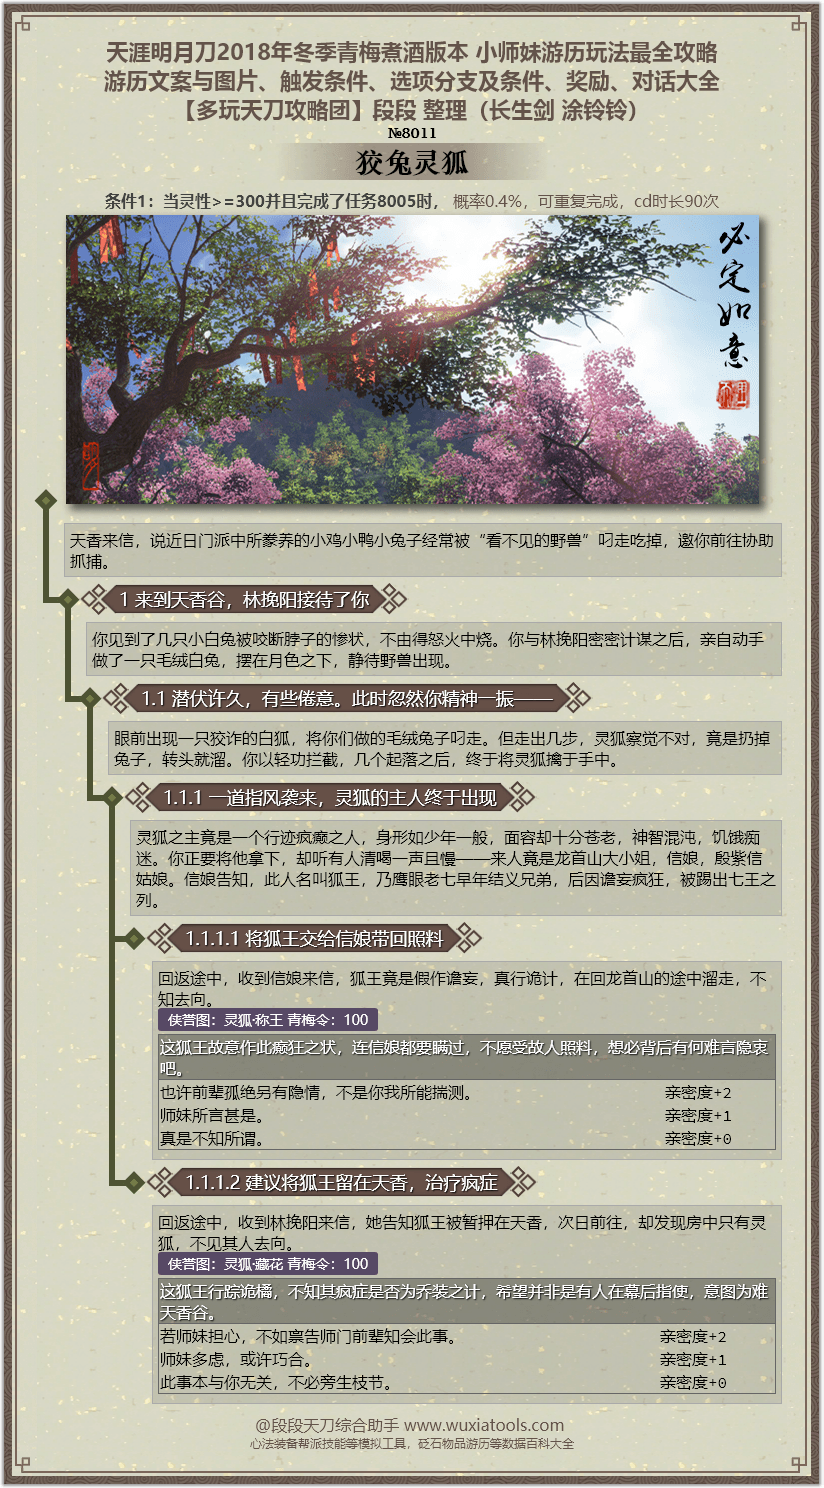 天涯明月刀2018年冬季青梅煮酒版本 小师妹游历玩法最全攻略
游历文案与图片、触发条件、选项分支及条件、奖励、对话大全
【多玩天刀攻略团】段段 整理（长生剑 涂铃铃）
№8011
狡兔灵狐
条件1：当灵性>=300并且完成了任务8005时， 概率0.4%，可重复完成，cd时长90次
必定如意
天香来信，说近日门派中所豢养的小鸡小鸭小兔子经常被“看不见的野兽”叼走吃掉，邀你前往协助
抓捕。
1 来到天香谷，林挽阳接待了你
你见到了几只小白兔被咬断脖子的惨状，不由得怒火中烧。你与林挽阳密密计谋之后，亲自动手
做了一只毛绒白兔，摆在月色之下，静待野兽出现。
1.1 潜伏许久，有些倦意。此时忽然你精神一振——
眼前出现一只狡诈的白狐，将你们做的毛绒兔子叼走。但走出几步，灵狐察觉不对，竟是扔掉
兔子，转头就溜。你以轻功拦截，几个起落之后，终于将灵狐擒于手中。
1.1.1 一道指风袭来，灵狐的主人终于出现
灵狐之主竟是一个行迹疯癫之人，身形如少年一般，面容却十分苍老，神智混沌，饥饿痴
迷。你正要将他拿下，却听有人清喝一声且慢——来人竟是龙首山大小姐，信娘，殷紫信
姑娘。信娘告知，此人名叫狐王，乃鹰眼老七早年结义兄弟，后因谵妄疯狂，被踢出七王之
列。
1.1.1.1 将狐王交给信娘带回照料
回返途中，收到信娘来信，狐王竟是假作谵妄，真行诡计，在回龙首山的途中溜走，不
知去向。
侠誉图：灵狐·称王 青梅令：100
这狐王故意作此癫狂之状，连信娘都要瞒过，不愿受故人照料，想必背后有何难言隐衷
吧。
也许前辈孤绝另有隐情，不是你我所能揣测。 亲密度+2
师妹所言甚是。 亲密度+1
真是不知所谓。 亲密度+0
1.1.1.2 建议将狐王留在天香，治疗疯症
回返途中，收到林挽阳来信，她告知狐王被暂押在天香，次日前往，却发现房中只有灵
狐，不见其人去向。
侠誉图：灵狐·藏花 青梅令：100
这狐王行踪诡橘，不知其疯症是否为乔装之计，希望并非是有人在幕后指使，意图为难
天香谷。
若师妹担心，不如禀告师门前辈知会此事。 亲密度+2
师妹多虑，或许巧合。 亲密度+1
此事本与你无关，不必旁生枝节。 亲密度+0
@段段天刀综合助手 www.wuxiatools.com
心法装备帮派技能等模拟工具，砭石物品游历等数据百科大全